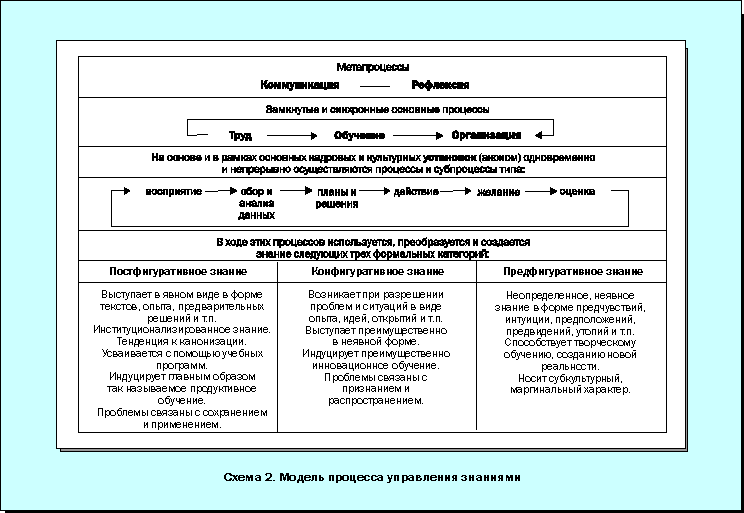 Метапроцессы
Коммуникация —— Рефлексия
Замкнутые и синхронные основные процессы
Труд Обучение Организация
На основе и в рамках основных кадровых и культурных установок (аксиом) одновременно
и непрерывно осуществляются процессы и субпроцессы типа:
восприятие сбор и планы и действие желание оценка
анализ решения
данных
В ходе этих процессов используется, преобразуется и создается
знание следующих трех формальных категорий:
Постфигуративное знание
Выступает в явном виде в форме
текстов, опыта, предварительных
решений и т.п.
Институционализированное знание.
Тенденция к канонизации.
Усваивается с помощью учебных
программ.
Индуцирует главным образом
так называемое продуктивное
обучение.
Проблемы связаны с сохранением
и применением.
Конфигуративное знание
Возникает при разрешении
проблем и ситуаций в виде
опыта, идей, открытий и т.п.
Выступает преимущественно
в неявной форме.
Индуцирует преимущественно
инновационное обучение.
Проблемы связаны с
признанием и
распространением.
Предфигуративное знание
Неопределенное, неявное
знание в форме предчувствий,
интуиции, предположений,
предвидений, утопий и т.п.
Способствует творческому
обучению, созданию новой
реальности.
Носит субкультурный,
маргинальный характер.
Схема 2. Модель процесса управления знаниями